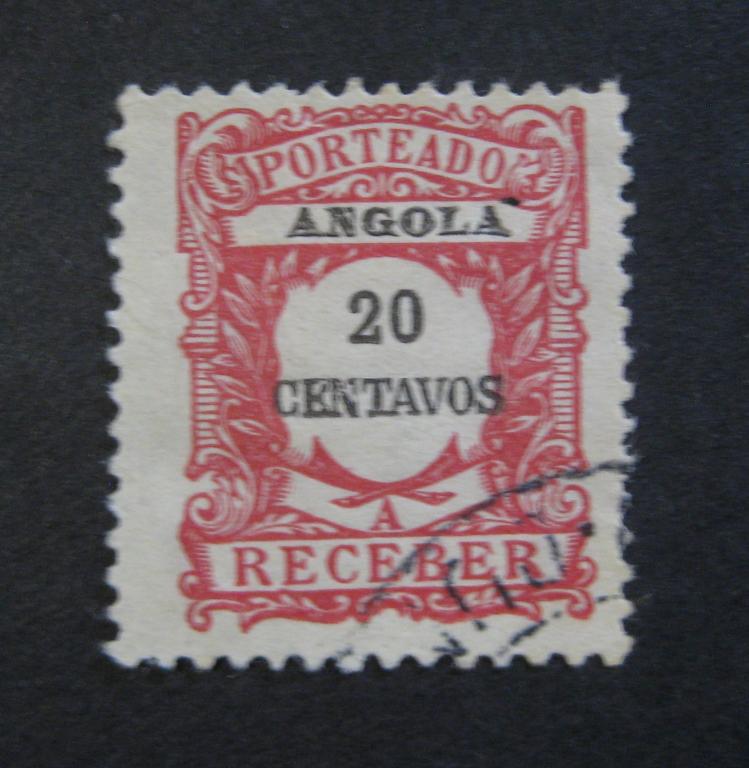 PORTEADO
ANGOLA
20
CENTAVOS
A
RECEBER